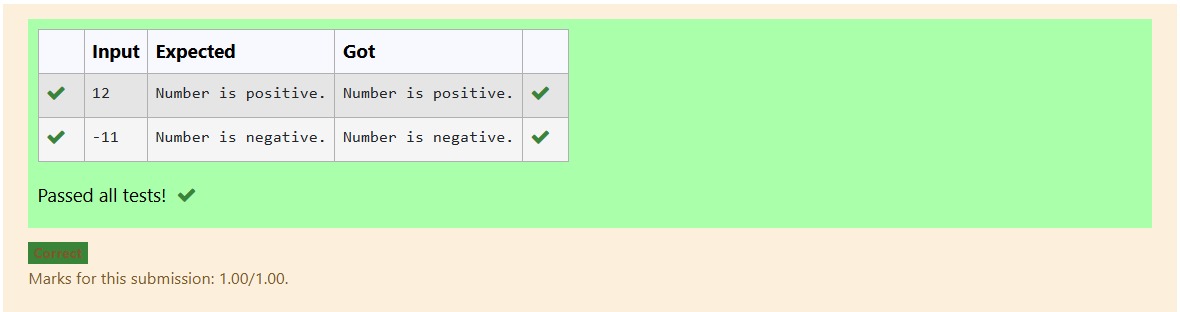 Input Expected Got
12 Number is positive. Number is positive.
-11 Number is negative. Number is negative.
Passed all tests!
Correct
Marks for this submission: 1.00/1.00.